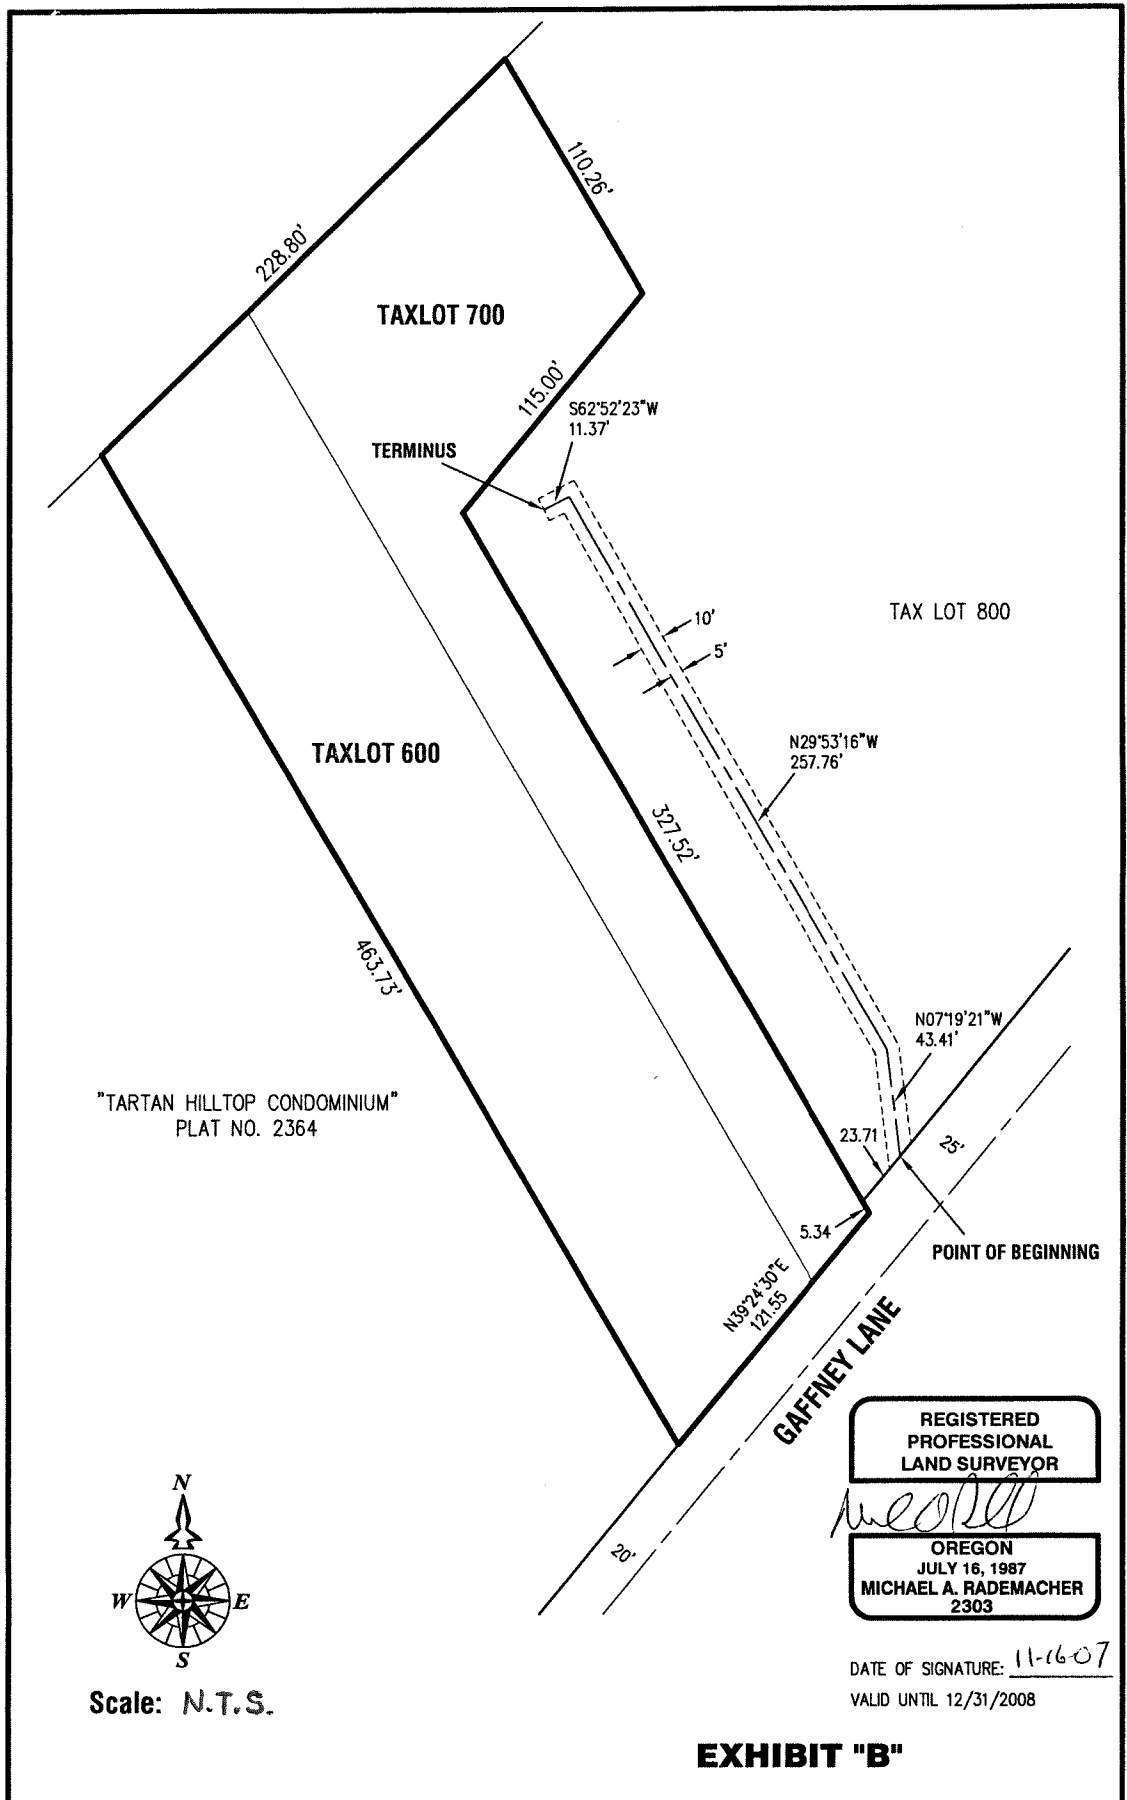 110.26'
228.80'
TAXLOT 700
115.00'
S62°52'23"W
11.37'
TERMINUS
10'
TAX LOT 800
5'
N29°53'16"W
257.76'
TAXLOT 600
327.52'
463.73'
N07°19'21"W
43.41'
"TARTAN HILLTOP CONDOMINIUM"
PLAT NO. 2364
23.71
25'
5.34
POINT OF BEGINNING
N39°24'30"E
121.55
GAFFNEY LANE
REGISTERED
PROFESSIONAL
LAND SURVEYOR
OREGON
JULY 16, 1987
MICHAEL A. RADEMACHER
2303
20'
N
W
E
S
Scale: N.T.S.
DATE OF SIGNATURE: 11-16-07
VALID UNTIL 12/31/2008
EXHIBIT "B"